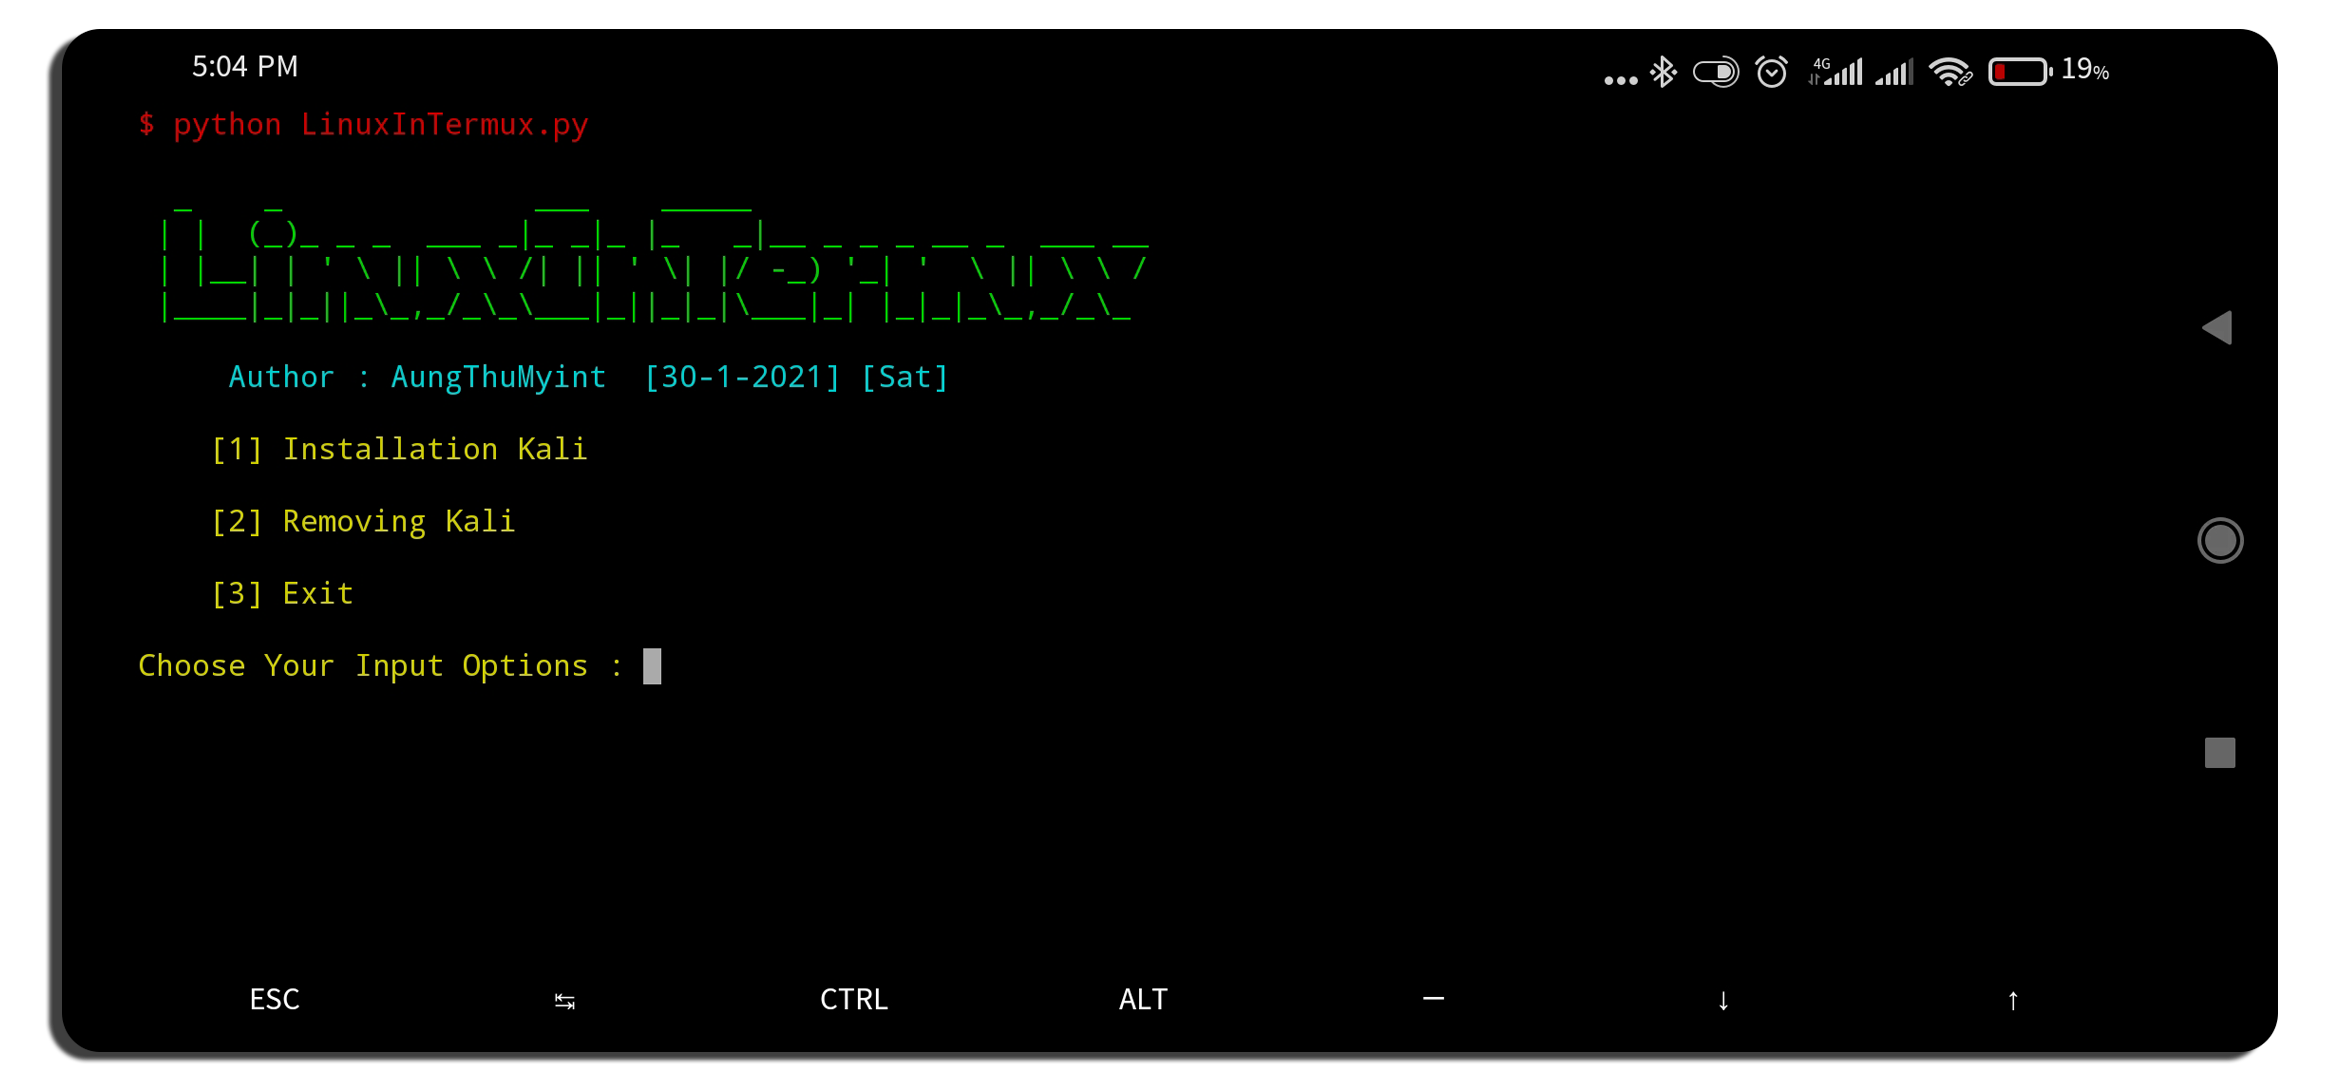 5:04 PM 4G 19%
$ python LinuxInTermux.py
LinuxInTermux
Author : AungThuMyint [30-1-2021] [Sat]
[1] Installation Kali
[2] Removing Kali
[3] Exit
Choose Your Input Options :
ESC ↹ CTRL ALT — ↓ ↑